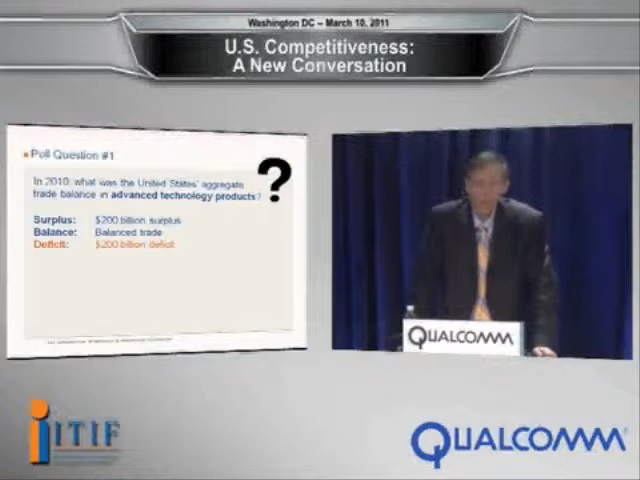 Washington DC – March 10, 2011
U.S. Competitiveness:
A New Conversation
Poll Question #1
In 2010, what was the United States' aggregate
trade balance in advanced technology products?
?
Surplus: $200 billion surplus
Balance: Balanced trade
Deficit: $200 billion deficit
QUALCOMM
ITIF
QUALCOMM®